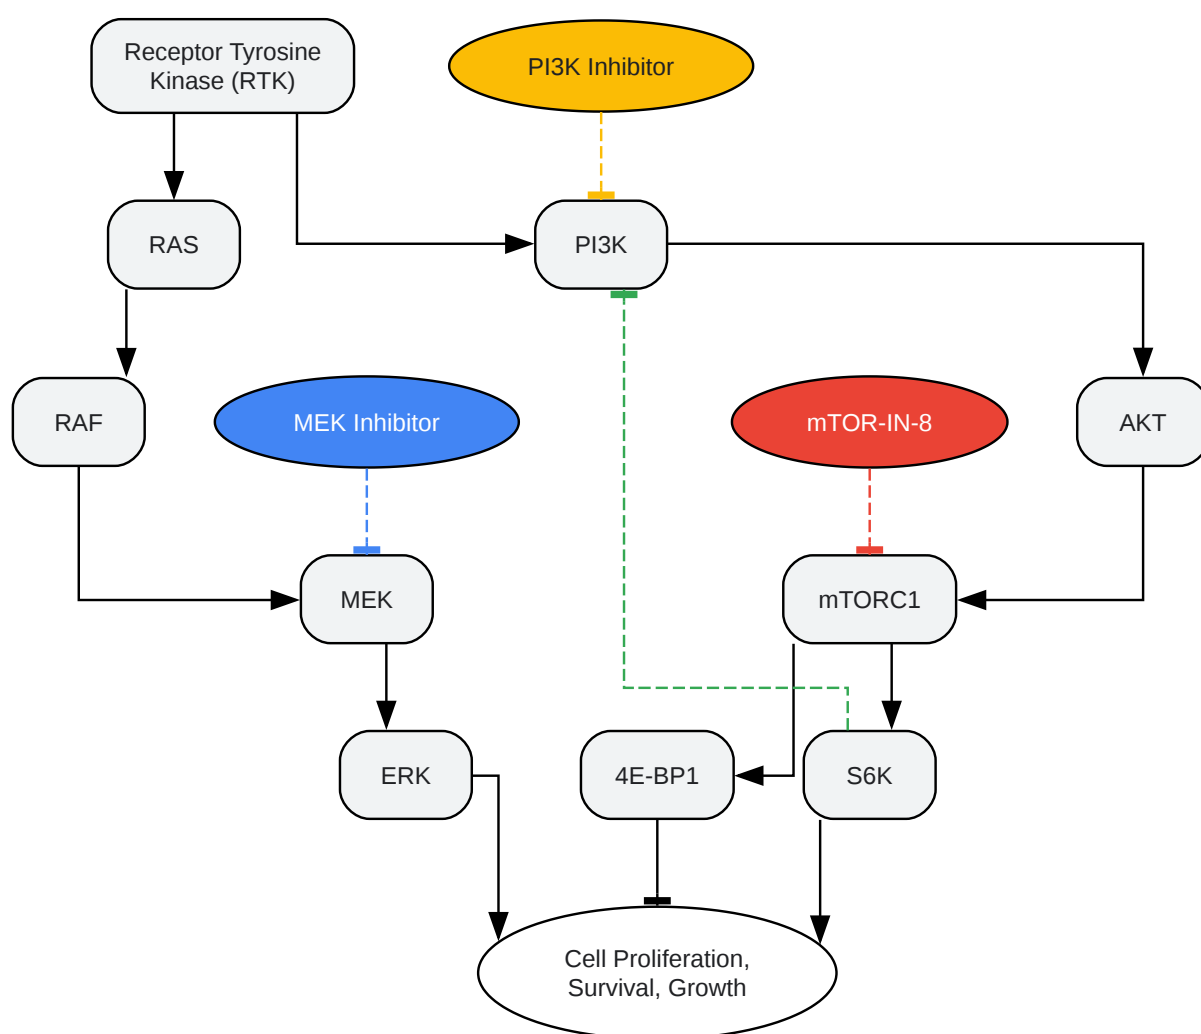 Receptor Tyrosine
Kinase (RTK)
PI3K Inhibitor
RAS
PI3K
RAF
MEK Inhibitor
mTOR-IN-8
AKT
MEK
mTORC1
ERK
4E-BP1
S6K
Cell Proliferation,
Survival, Growth